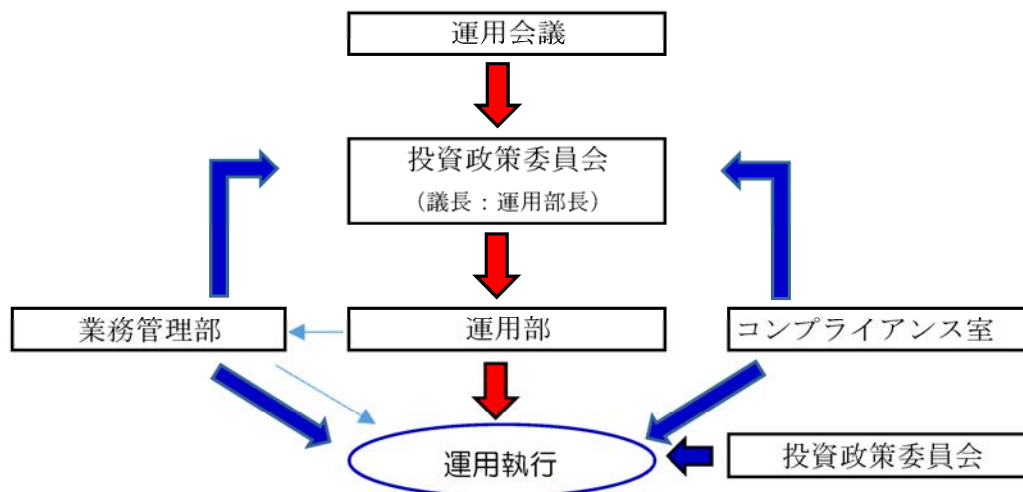 運用会議
投資政策委員会
（議長：運用部長）
業務管理部
運用部
コンプライアンス室
運用執行
投資政策委員会